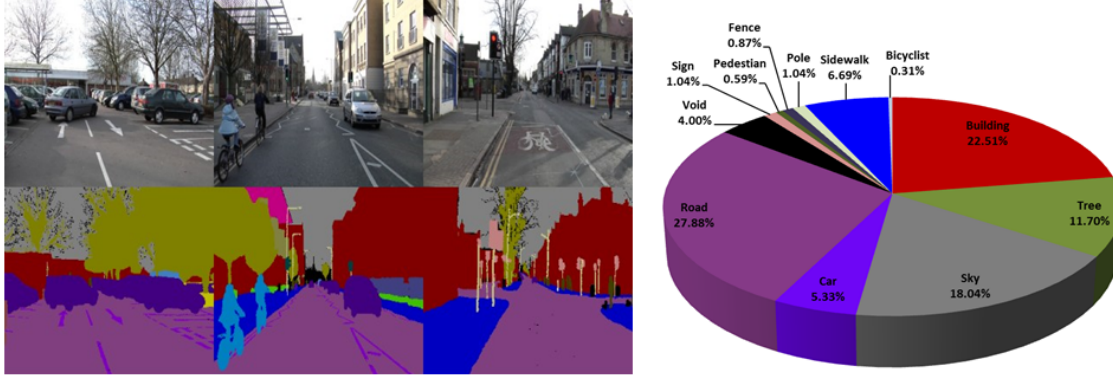 Fence
0.87%
Pedestian
0.59%
Pole
1.04%
Sidewalk
6.69%
Bicyclist
0.31%
Sign
1.04%
Void
4.00%
Building
22.51%
Tree
11.70%
Road
27.88%
Car
5.33%
Sky
18.04%